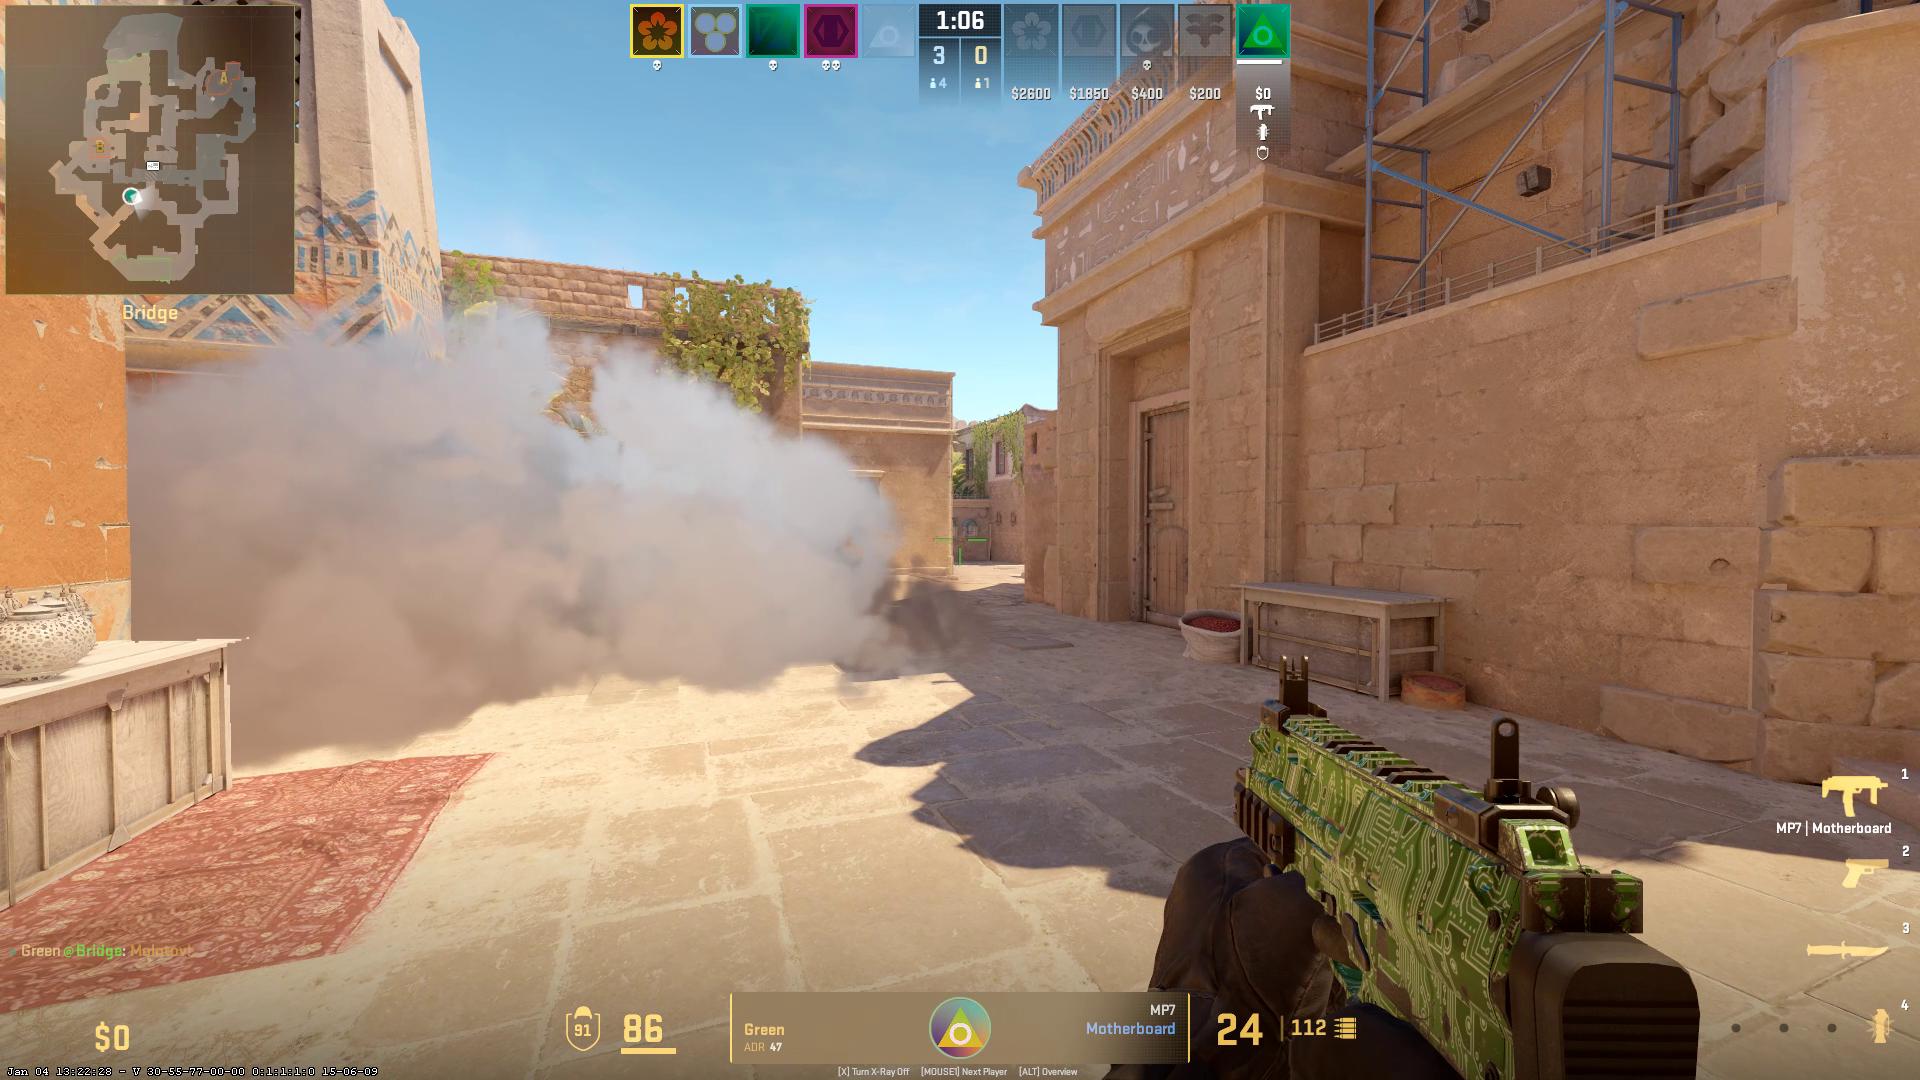 1:06
3
0
4
1
$2600
$1850
$400
$200
$0
A
B
Bridge
1
MP7 | Motherboard
2
3
4
Green @ Bridge: Molotov!
$0
91
86
Green
ADR 47
MP7
Motherboard
24
112
[X] Turn X-Ray Off [MOUSE1] Next Player [ALT] Overview
Jan 04 13:22:28 - V 30-55-77-00-00 0:1:1:1:0 15-06-09